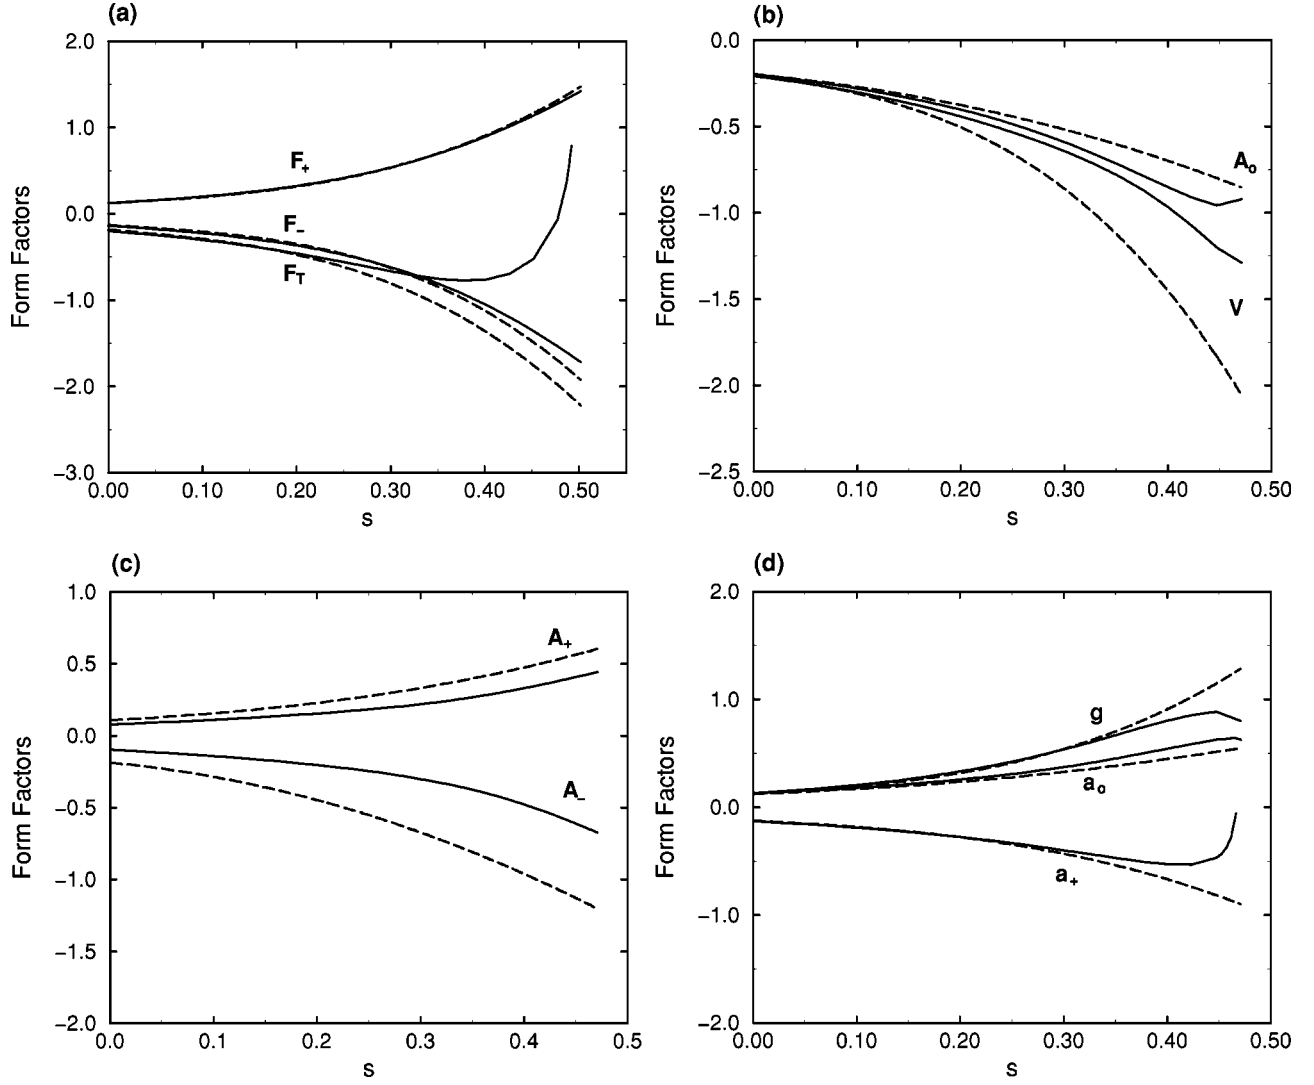 (a)
2.0
1.0
0.0
−1.0
−2.0
−3.0
Form Factors
F+
F−
FT
0.00 0.10 0.20 0.30 0.40 0.50
s
(b)
0.0
−0.5
−1.0
−1.5
−2.0
−2.5
Form Factors
Ao
V
0.00 0.10 0.20 0.30 0.40 0.50
s
(c)
1.0
0.5
0.0
−0.5
−1.0
−1.5
−2.0
Form Factors
A+
A−
0.0 0.1 0.2 0.3 0.4 0.5
s
(d)
2.0
1.0
0.0
−1.0
−2.0
Form Factors
g
ao
a+
0.00 0.10 0.20 0.30 0.40 0.50
s